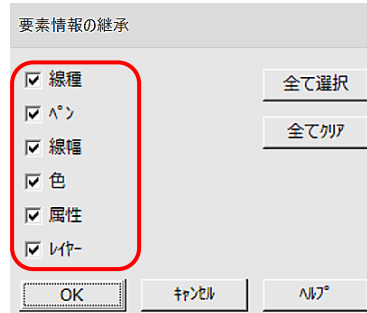 要素情報の継承
線種
全て選択
ﾍﾟﾝ
全てｸﾘｱ
線幅
色
属性
ﾚｲﾔｰ
OK
ｷｬﾝｾﾙ
ﾍﾙﾌﾟ